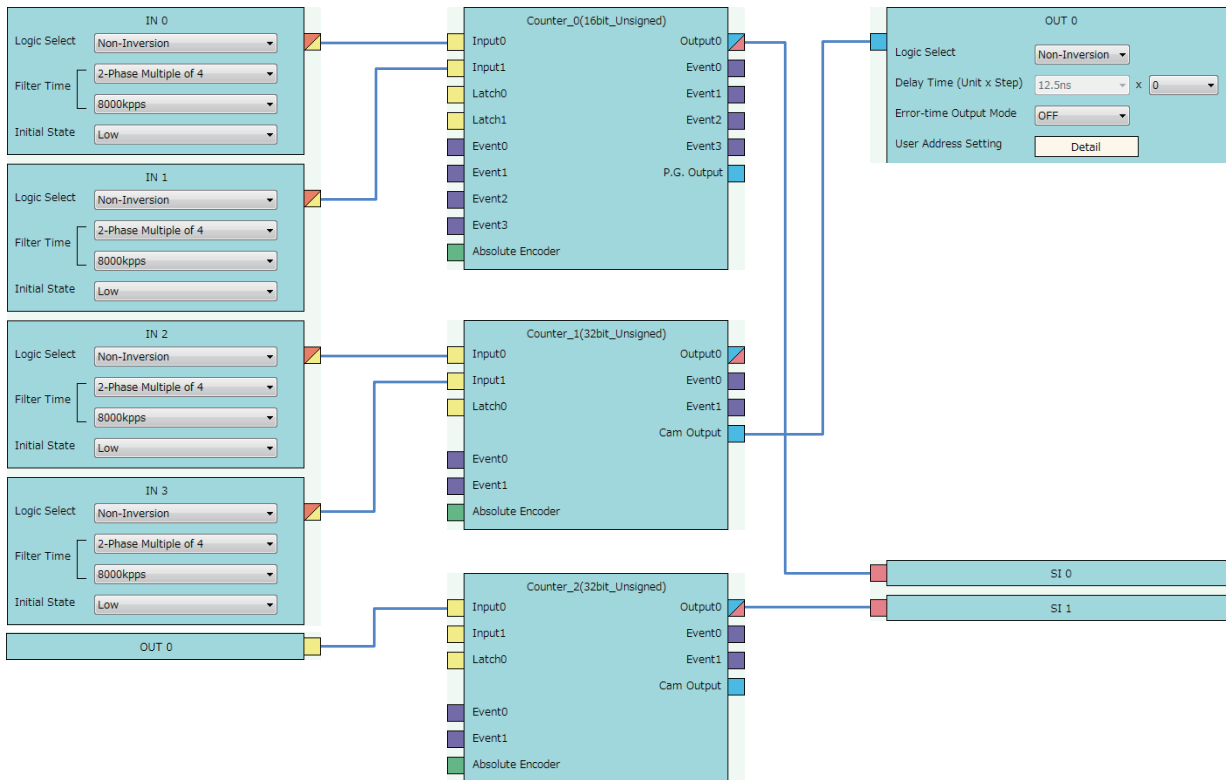 IN 0
Logic Select Non-Inversion
Filter Time 2-Phase Multiple of 4
8000kpps
Initial State Low
IN 1
Logic Select Non-Inversion
Filter Time 2-Phase Multiple of 4
8000kpps
Initial State Low
IN 2
Logic Select Non-Inversion
Filter Time 2-Phase Multiple of 4
8000kpps
Initial State Low
IN 3
Logic Select Non-Inversion
Filter Time 2-Phase Multiple of 4
8000kpps
Initial State Low
OUT 0
Counter_0(16bit_Unsigned)
Input0 Output0
Input1 Event0
Latch0 Event1
Latch1 Event2
Event0 Event3
Event1 P.G. Output
Event2
Event3
Absolute Encoder
Counter_1(32bit_Unsigned)
Input0 Output0
Input1 Event0
Latch0 Event1
Cam Output
Event0
Event1
Absolute Encoder
Counter_2(32bit_Unsigned)
Input0 Output0
Input1 Event0
Latch0 Event1
Cam Output
Event0
Event1
Absolute Encoder
OUT 0
Logic Select Non-Inversion
Delay Time (Unit x Step) 12.5ns x 0
Error-time Output Mode OFF
User Address Setting Detail
SI 0
SI 1